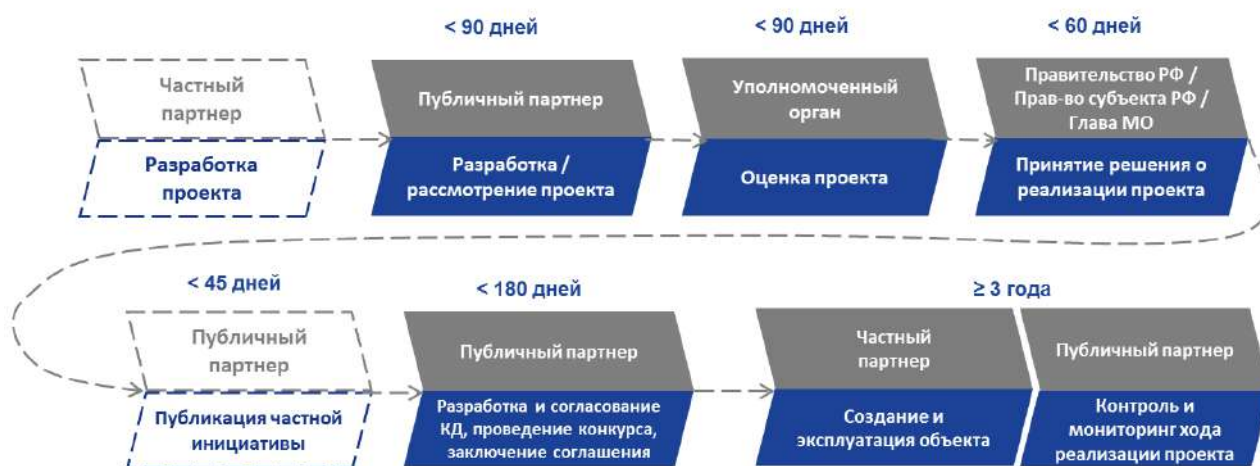 < 90 дней
< 90 дней
< 60 дней
Частный
партнер
Разработка
проекта
Публичный партнер
Разработка /
рассмотрение проекта
Уполномоченный
орган
Оценка проекта
Правительство РФ /
Прав-во субъекта РФ /
Глава МО
Принятие решения о
реализации проекта
< 45 дней
< 180 дней
≥ 3 года
Публичный
партнер
Публикация частной
инициативы
Публичный партнер
Разработка и согласование
КД, проведение конкурса,
заключение соглашения
Частный
партнер
Создание и
эксплуатация объекта
Публичный партнер
Контроль и
мониторинг хода
реализации проекта